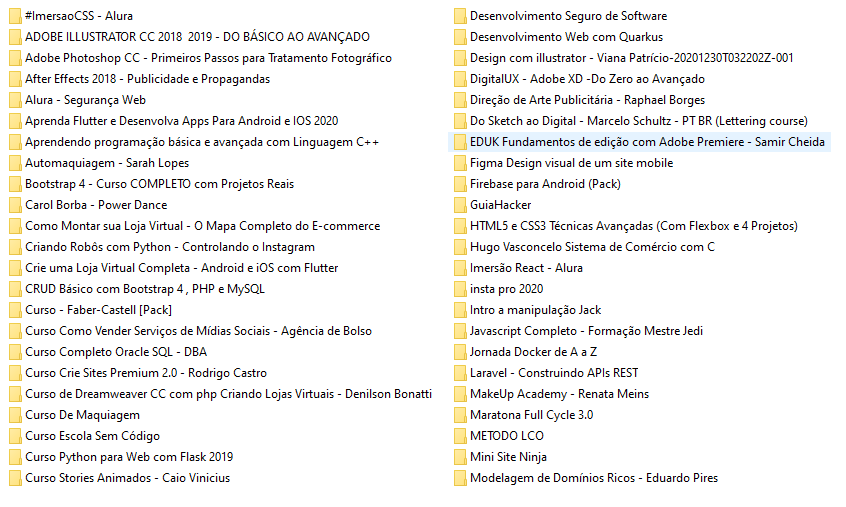 #ImersaoCSS - Alura
ADOBE ILLUSTRATOR CC 2018  2019 - DO BÁSICO AO AVANÇADO
Adobe Photoshop CC - Primeiros Passos para Tratamento Fotográfico
After Effects 2018 - Publicidade e Propagandas
Alura - Segurança Web
Aprenda Flutter e Desenvolva Apps Para Android e IOS 2020
Aprendendo programação básica e avançada com Linguagem C++
Automaquiagem - Sarah Lopes
Bootstrap 4 - Curso COMPLETO com Projetos Reais
Carol Borba - Power Dance
Como Montar sua Loja Virtual - O Mapa Completo do E-commerce
Criando Robôs com Python - Controlando o Instagram
Crie uma Loja Virtual Completa - Android e iOS com Flutter
CRUD Básico com Bootstrap 4 , PHP e MySQL
Curso - Faber-Castell [Pack]
Curso Como Vender Serviços de Mídias Sociais - Agência de Bolso
Curso Completo Oracle SQL - DBA
Curso Crie Sites Premium 2.0 - Rodrigo Castro
Curso de Dreamweaver CC com php Criando Lojas Virtuais - Denilson Bonatti
Curso De Maquiagem
Curso Escola Sem Código
Curso Python para Web com Flask 2019
Curso Stories Animados - Caio Vinicius
Desenvolvimento Seguro de Software
Desenvolvimento Web com Quarkus
Design com illustrator - Viana Patrício-20201230T032202Z-001
DigitalUX - Adobe XD -Do Zero ao Avançado
Direção de Arte Publicitária - Raphael Borges
Do Sketch ao Digital - Marcelo Schultz - PT BR (Lettering course)
EDUK Fundamentos de edição com Adobe Premiere - Samir Cheida
Figma Design visual de um site mobile
Firebase para Android (Pack)
GuiaHacker
HTML5 e CSS3 Técnicas Avançadas (Com Flexbox e 4 Projetos)
Hugo Vasconcelo Sistema de Comércio com C
Imersão React - Alura
insta pro 2020
Intro a manipulação Jack
Javascript Completo - Formação Mestre Jedi
Jornada Docker de A a Z
Laravel - Construindo APIs REST
MakeUp Academy - Renata Meins
Maratona Full Cycle 3.0
METODO LCO
Mini Site Ninja
Modelagem de Domínios Ricos - Eduardo Pires